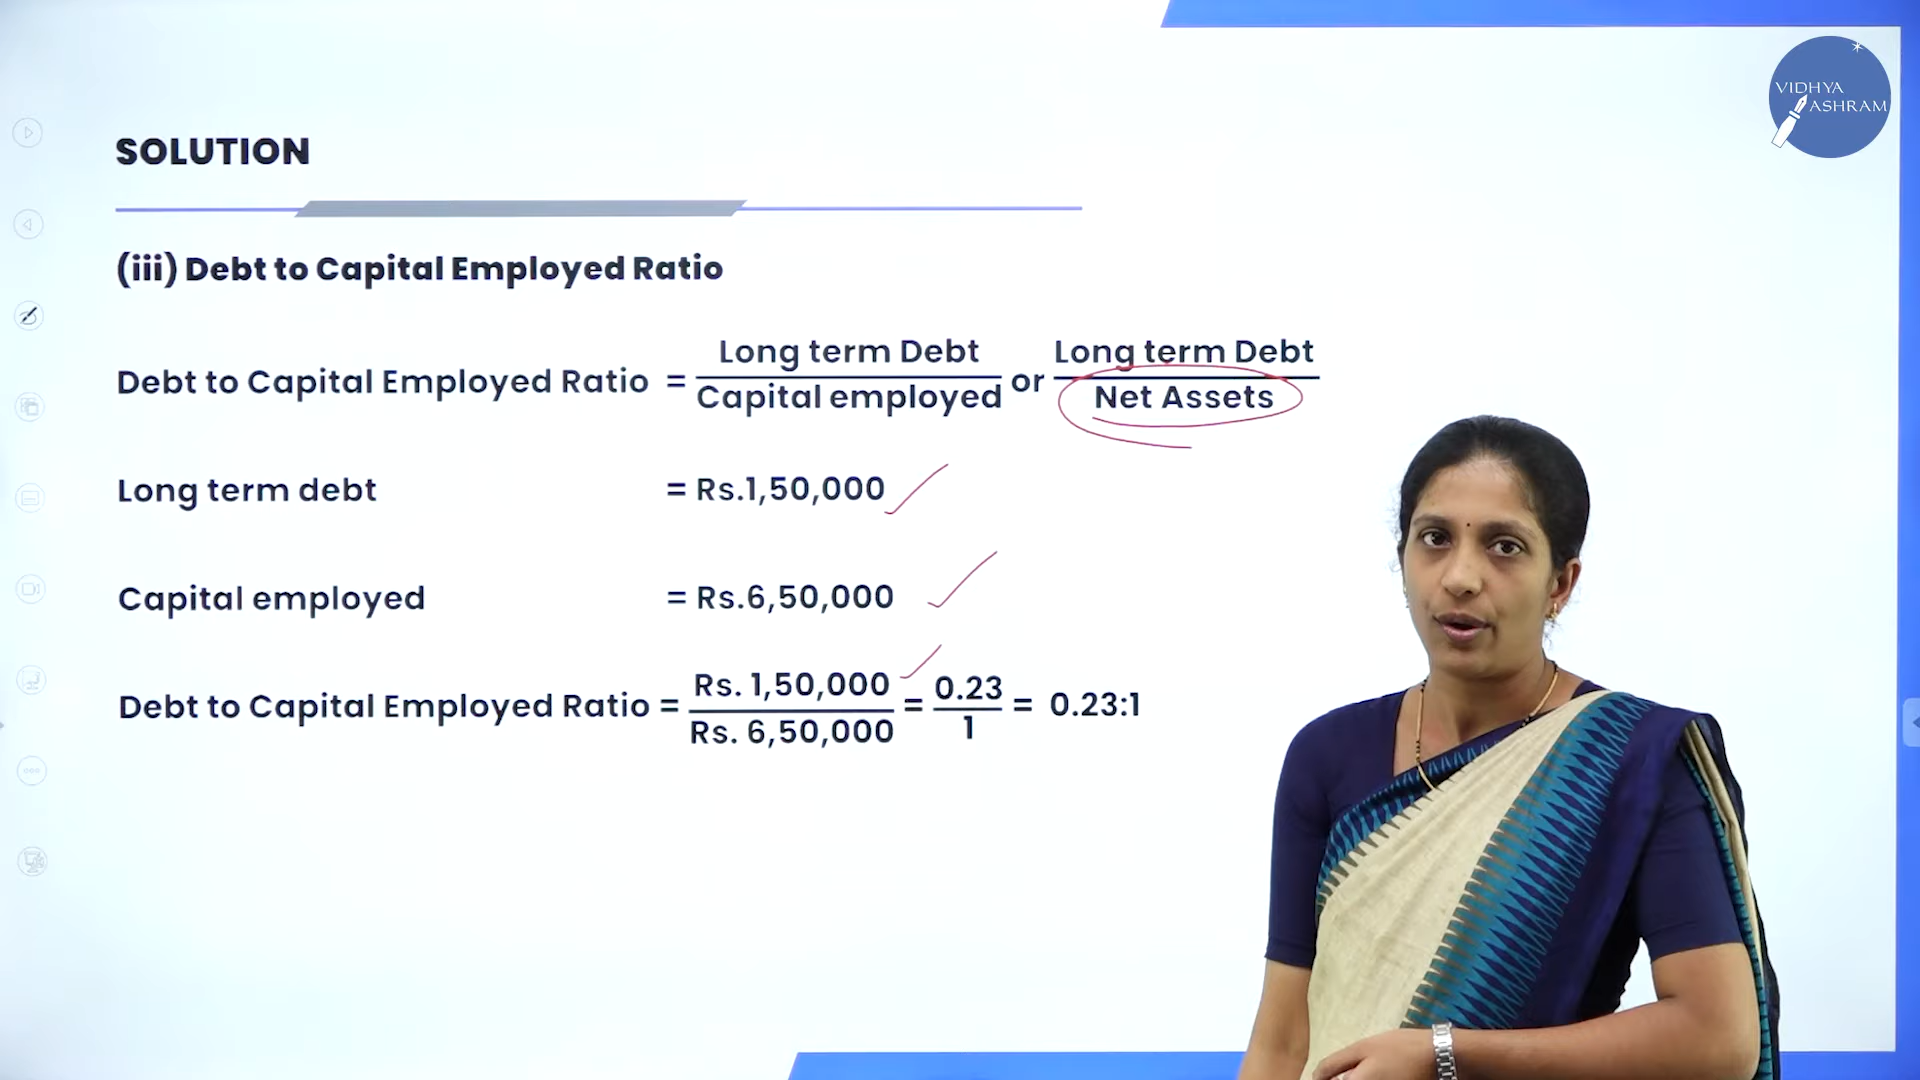 VIDHYA
ASHRAM
SOLUTION
(iii) Debt to Capital Employed Ratio
Debt to Capital Employed Ratio = Long term Debt / Capital employed or Long term Debt / Net Assets
Long term debt = Rs.1,50,000
Capital employed = Rs.6,50,000
Debt to Capital Employed Ratio = Rs. 1,50,000 / Rs. 6,50,000 = 0.23 / 1 = 0.23:1